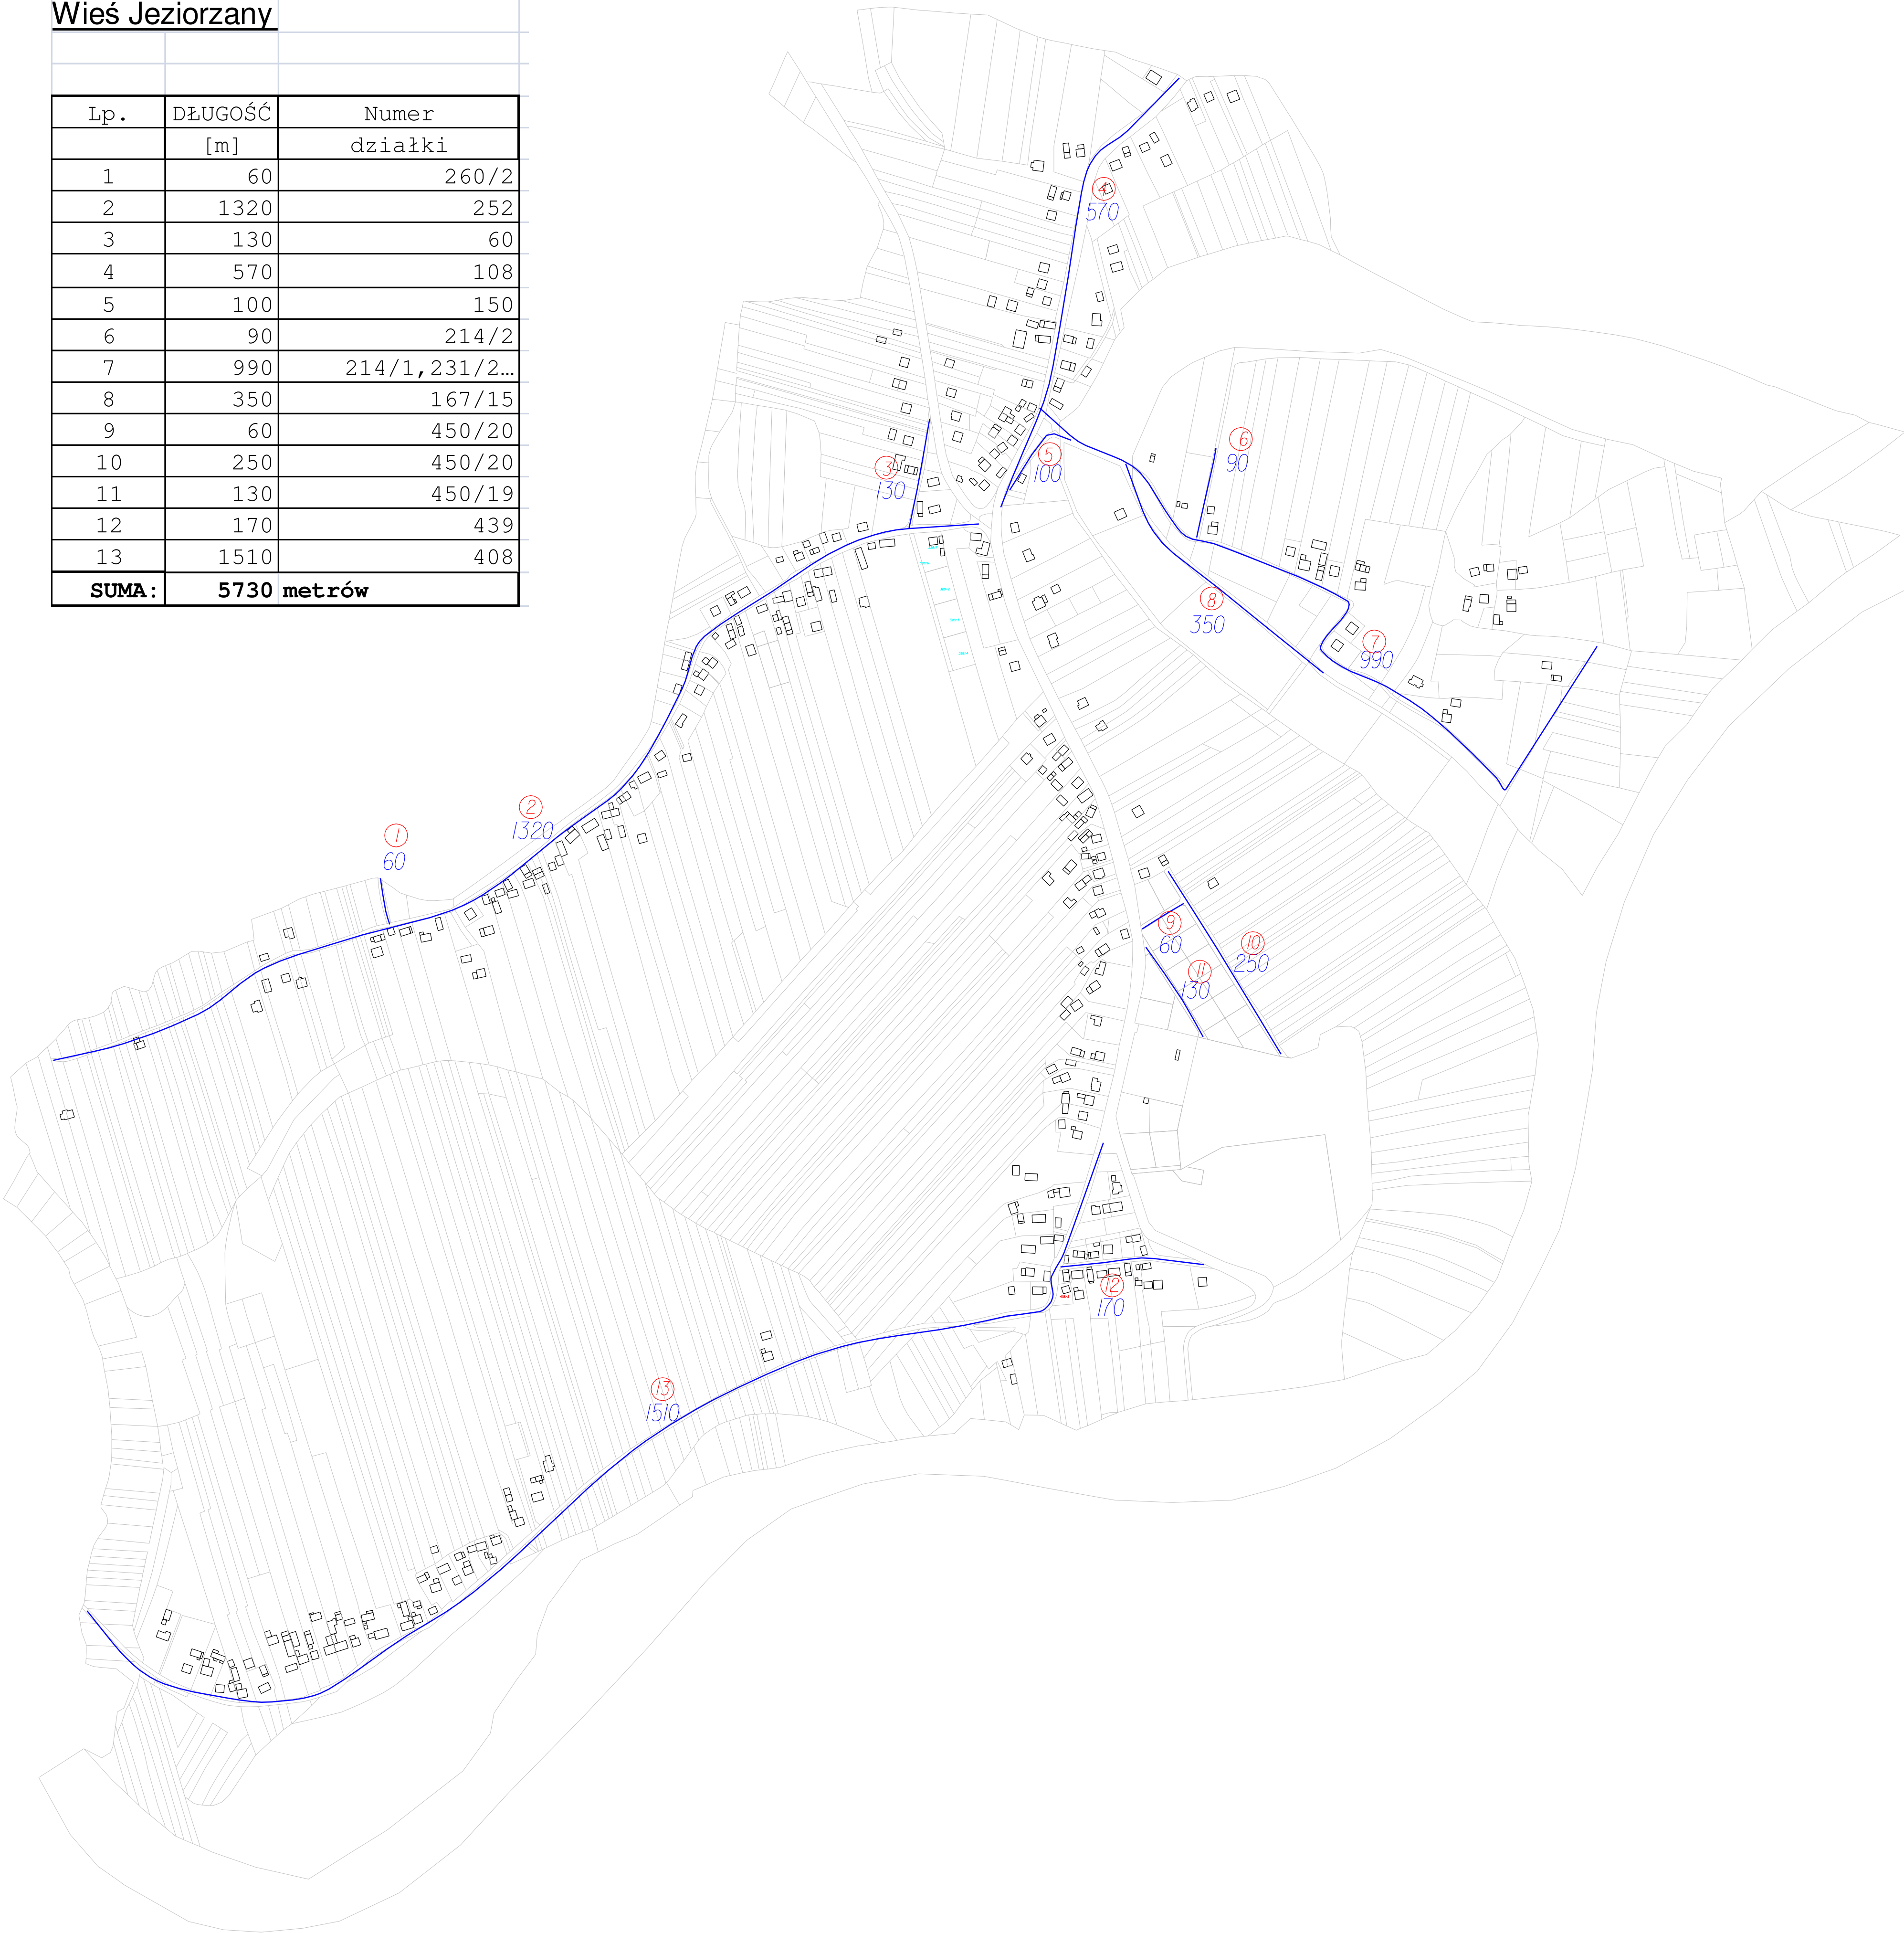 Wieś Jeziorzany
Lp. DŁUGOŚĆ Numer
[m] działki
1 60 260/2
2 1320 252
3 130 60
4 570 108
5 100 150
6 90 214/2
7 990 214/1,231/2…
8 350 167/15
9 60 450/20
10 250 450/20
11 130 450/19
12 170 439
13 1510 408
SUMA: 5730 metrów
4
570
6
90
5
100
3
130
8
350
7
990
2
1320
1
60
9
60
10
250
11
130
12
170
13
1510